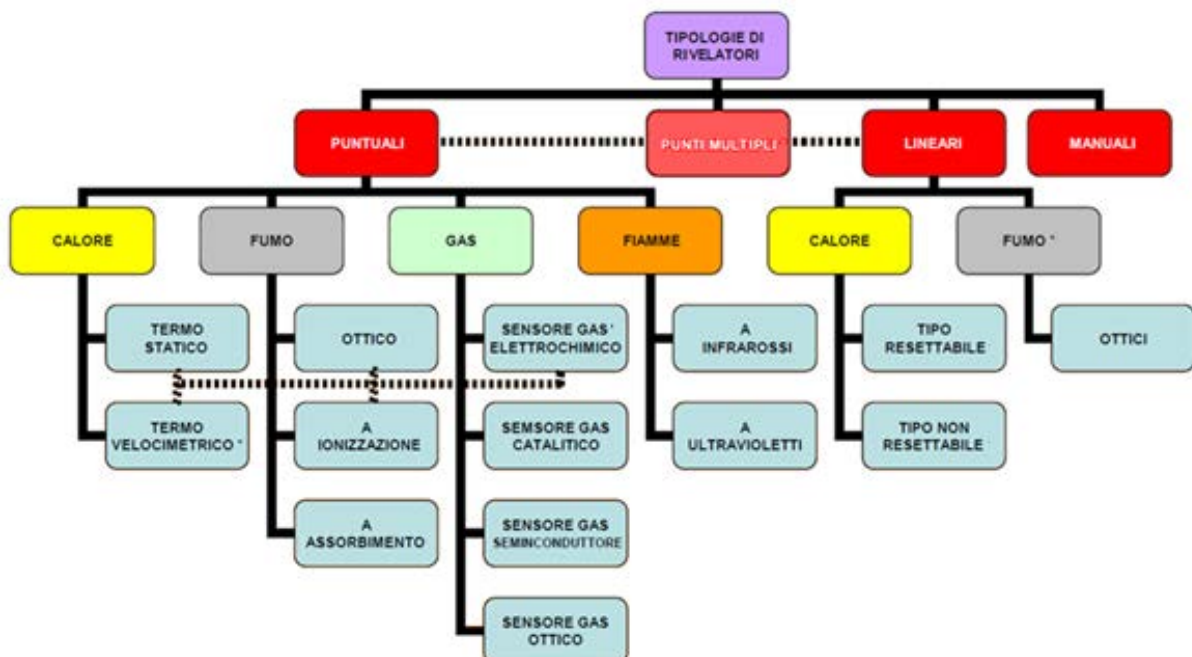 TIPOLOGIE DI
RIVELATORI
PUNTUALI
PUNTI MULTIPLI
LINEARI
MANUALI
CALORE
FUMO
GAS
FIAMME
CALORE
FUMO *
TERMO
STATICO
OTTICO
SENSORE GAS *
ELETTROCHIMICO
A
INFRAROSSI
TIPO
RESETTABILE
OTTICI
TERMO
VELOCIMETRICO *
A
IONIZZAZIONE
SEMSORE GAS
CATALITICO
A
ULTRAVIOLETTI
TIPO NON
RESETTABILE
A
ASSORBIMENTO
SENSORE GAS
SEMINCONDUTTORE
SENSORE GAS
OTTICO